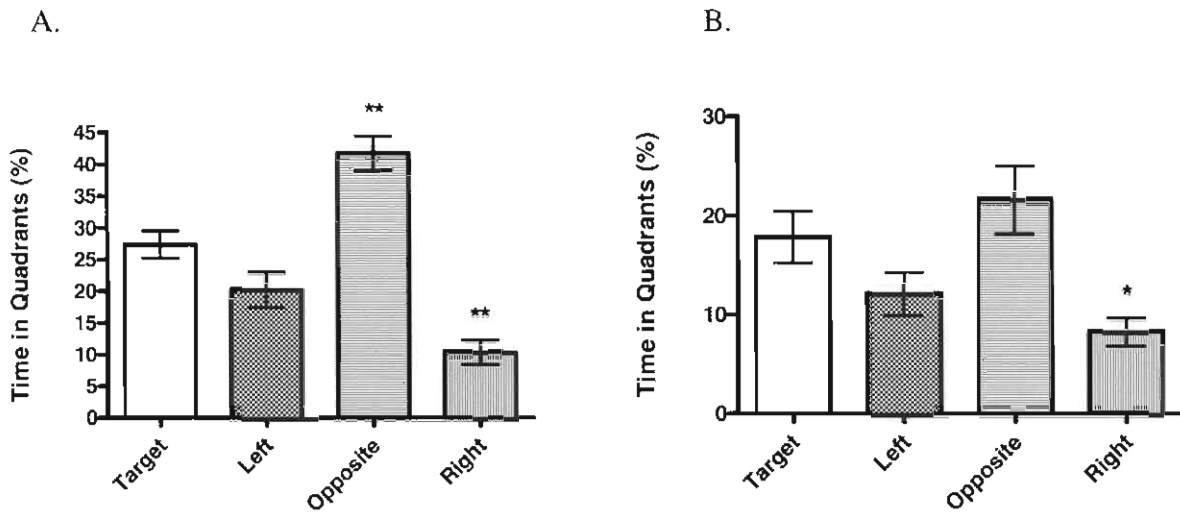 A.
B.
**
**
Time in Quadrants (%)
45
40
35
30
25
20
15
10
5
0
Target
Left
Opposite
Right
*
Time in Quadrants (%)
30
20
10
0
Target
Left
Opposite
Right